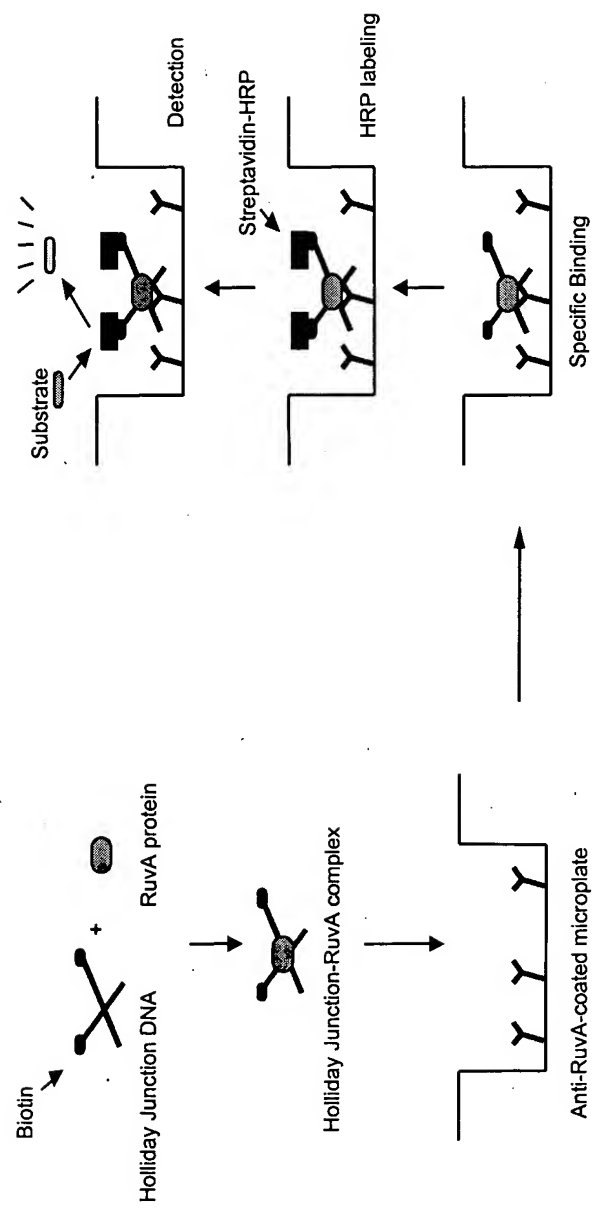 Biotin
+
Holliday Junction DNA
RuvA protein
Holliday Junction-RuvA complex
Anti-RuvA-coated microplate
Specific Binding
Streptavidin-HRP
HRP labeling
Substrate
Detection